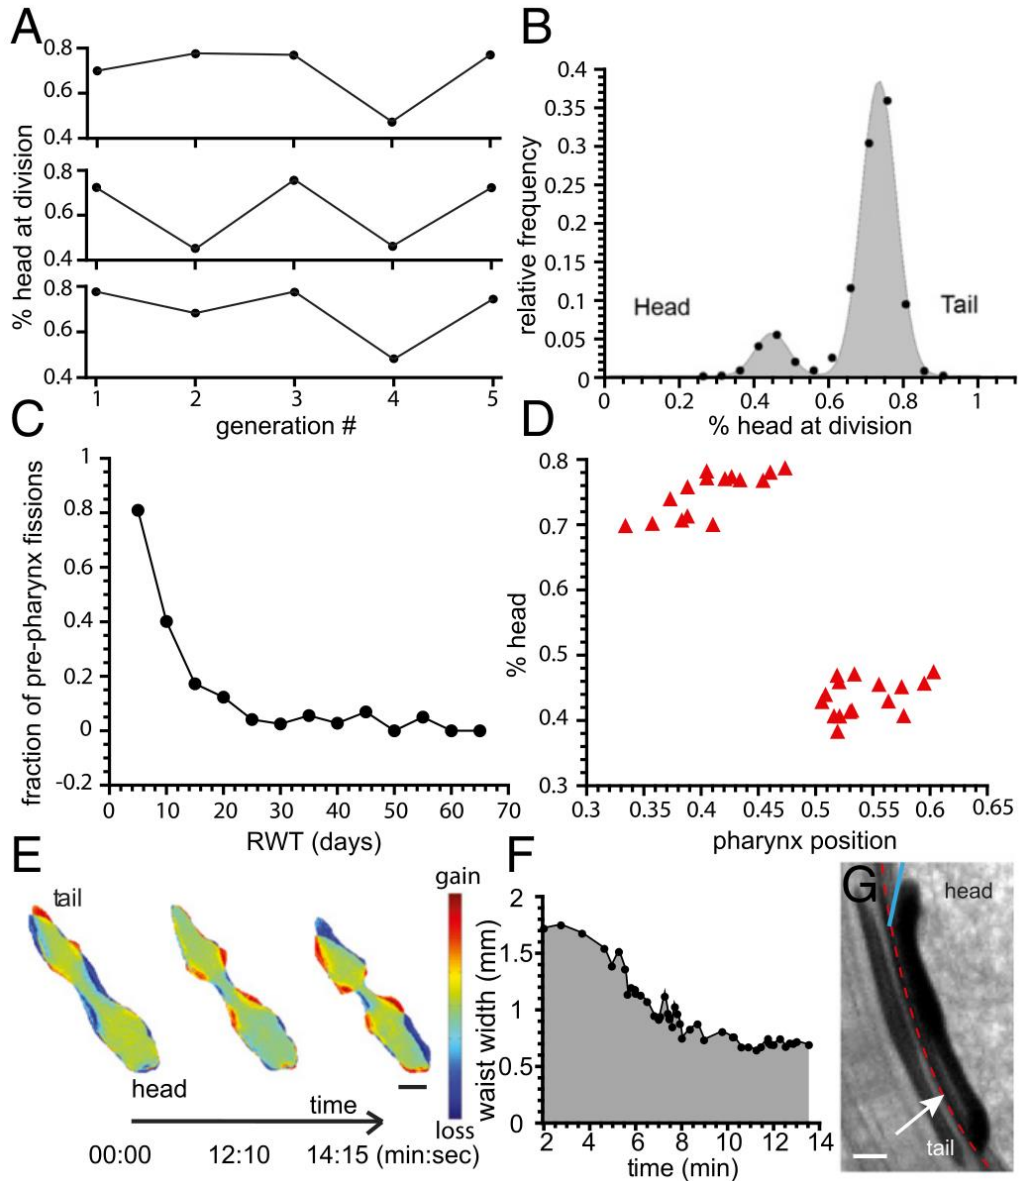 A
% head at division
0.8
0.6
0.4
0.8
0.6
0.4
0.8
0.6
0.4
1 2 3 4 5
generation #
B
relative frequency
0.4
0.35
0.3
0.25
0.2
0.15
0.1
0.05
0
Head
Tail
0 0.2 0.4 0.6 0.8 1
% head at division
C
fraction of pre-pharynx fissions
1
0.8
0.6
0.4
0.2
0
-0.2
0 10 20 30 40 50 60 70
RWT (days)
D
% head
0.8
0.7
0.6
0.5
0.4
0.3
0.3 0.35 0.4 0.45 0.5 0.55 0.6 0.65
pharynx position
E
tail
head
gain
loss
time
00:00 12:10 14:15 (min:sec)
F
waist width (mm)
2
1.5
1
0.5
0
2 4 6 8 10 12 14
time (min)
G
head
tail